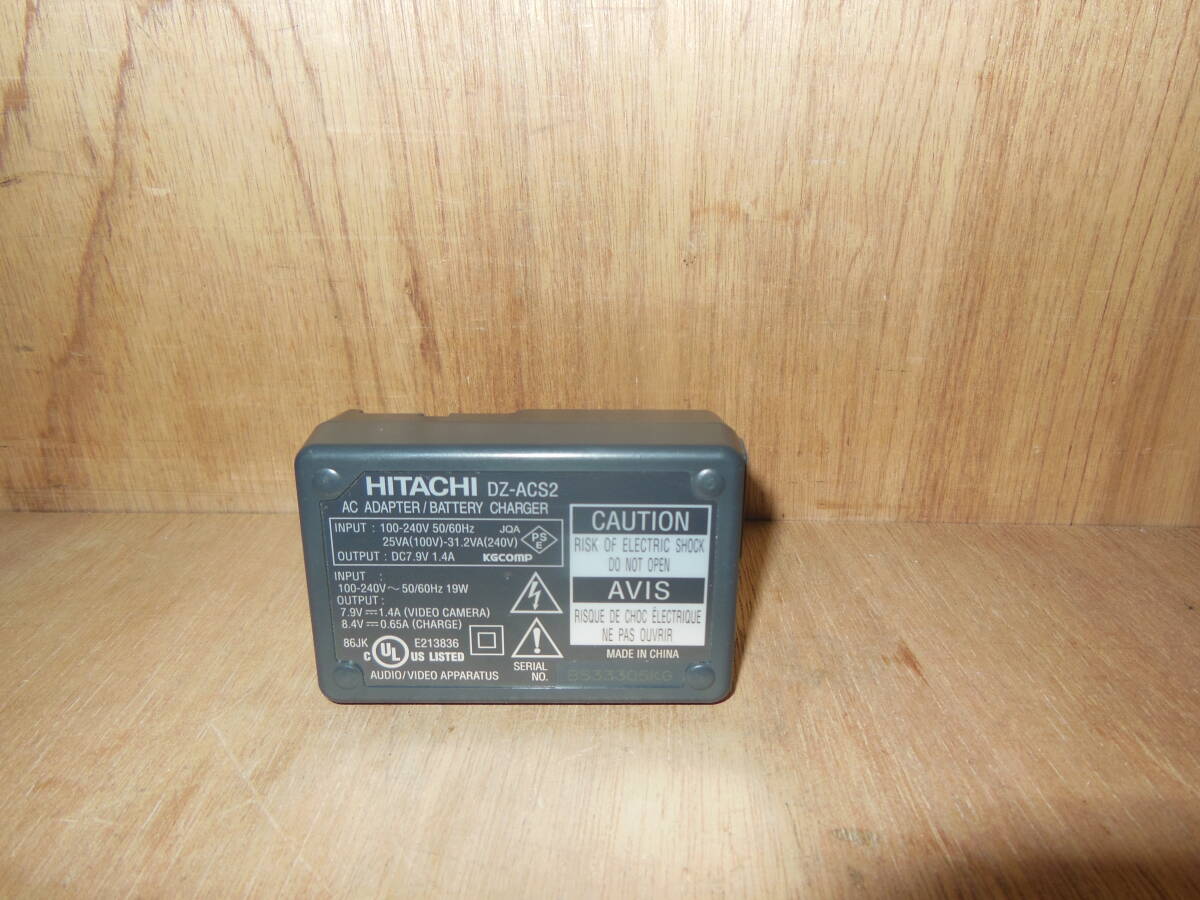 HITACHI DZ-ACS2
AC ADAPTER/BATTERY CHARGER
INPUT : 100-240V 50/60Hz JQA
25VA(100V)-31.2VA(240V)
PS
E
OUTPUT : DC7.9V 1.4A KGCOMP
INPUT :
100-240V～50/60Hz 19W
OUTPUT :
7.9V⎓1.4A (VIDEO CAMERA)
8.4V⎓0.65A (CHARGE)
86JK E213836
C UL US LISTED
AUDIO/VIDEO APPARATUS
CAUTION
RISK OF ELECTRIC SHOCK
DO NOT OPEN
AVIS
RISQUE DE CHOC ÉLECTRIQUE
NE PAS OUVRIR
MADE IN CHINA
SERIAL
NO.